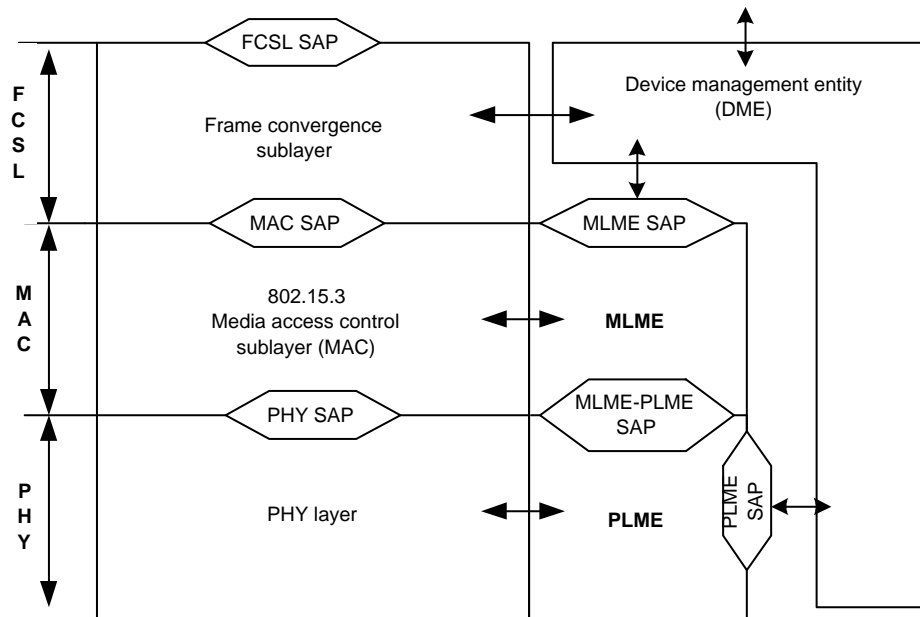 FCSL SAP
Device management entity
(DME)
F
C
S
L
Frame convergence
sublayer
MAC SAP
MLME SAP
M
A
C
802.15.3
Media access control
sublayer (MAC)
MLME
PHY SAP
MLME-PLME
SAP
P
H
Y
PHY layer
PLME
PLME
SAP